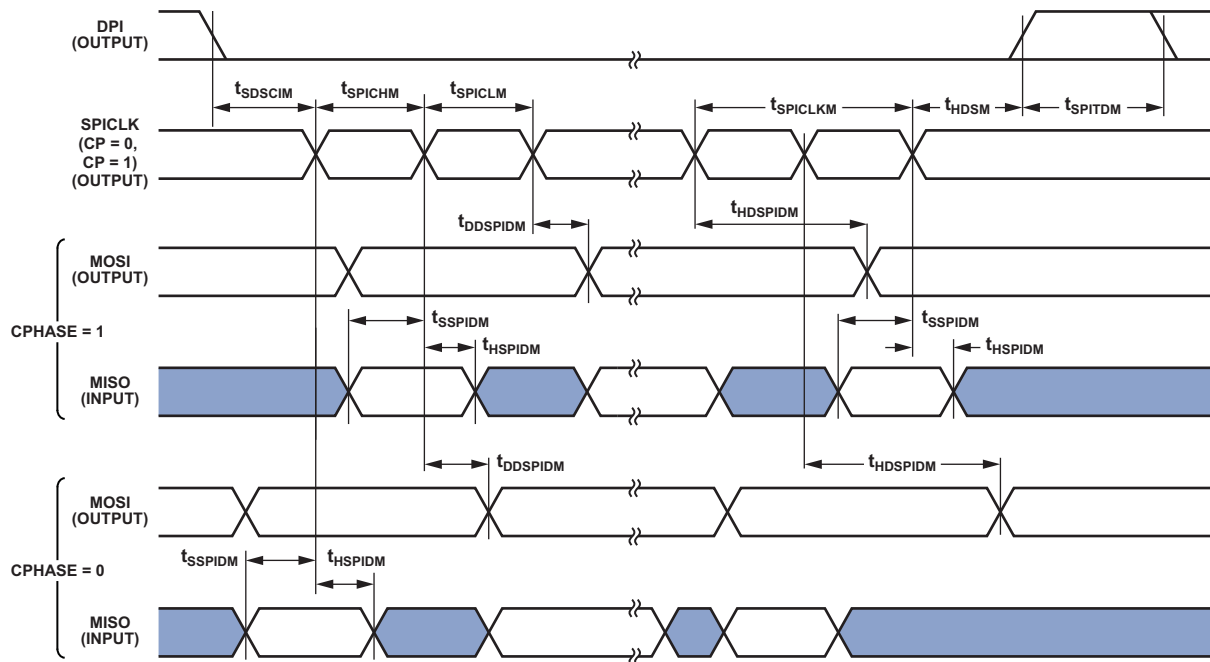 DPI
(OUTPUT)
tSDSCIM
tSPICHM
tSPICLM
tSPICLKM
tHDSM
tSPITDM
SPICLK
(CP = 0,
CP = 1)
(OUTPUT)
tDDSPIDM
tHDSPIDM
MOSI
(OUTPUT)
CPHASE = 1
tSSPIDM
tSSPIDM
tHSPIDM
tHSPIDM
MISO
(INPUT)
tDDSPIDM
tHDSPIDM
MOSI
(OUTPUT)
tSSPIDM
tHSPIDM
CPHASE = 0
MISO
(INPUT)